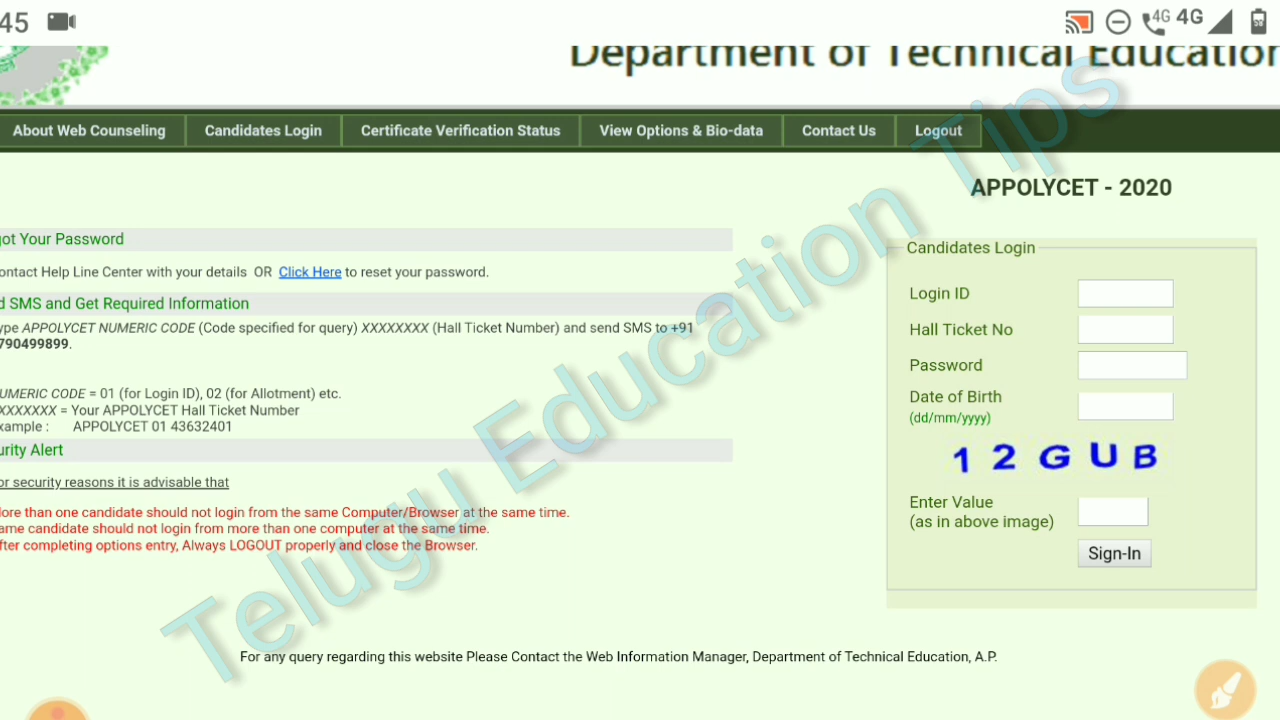 45
4G 4G
Department of Technical Education
About Web Counseling Candidates Login Certificate Verification Status View Options & Bio-data Contact Us Logout
APPOLYCET - 2020
got Your Password
ontact Help Line Center with your details OR Click Here to reset your password.
d SMS and Get Required Information
ype APPOLYCET NUMERIC CODE (Code specified for query) XXXXXXXX (Hall Ticket Number) and send SMS to +91
790499899.
UMERIC CODE = 01 (for Login ID), 02 (for Allotment) etc.
XXXXXXX = Your APPOLYCET Hall Ticket Number
xample : APPOLYCET 01 43632401
urity Alert
or security reasons it is advisable that
More than one candidate should not login from the same Computer/Browser at the same time.
ame candidate should not login from more than one computer at the same time.
fter completing options entry, Always LOGOUT properly and close the Browser.
Candidates Login
Login ID
Hall Ticket No
Password
Date of Birth
(dd/mm/yyyy)
1 2 G U B
Enter Value
(as in above image)
Sign-In
For any query regarding this website Please Contact the Web Information Manager, Department of Technical Education, A.P.
Telugu Education Tips